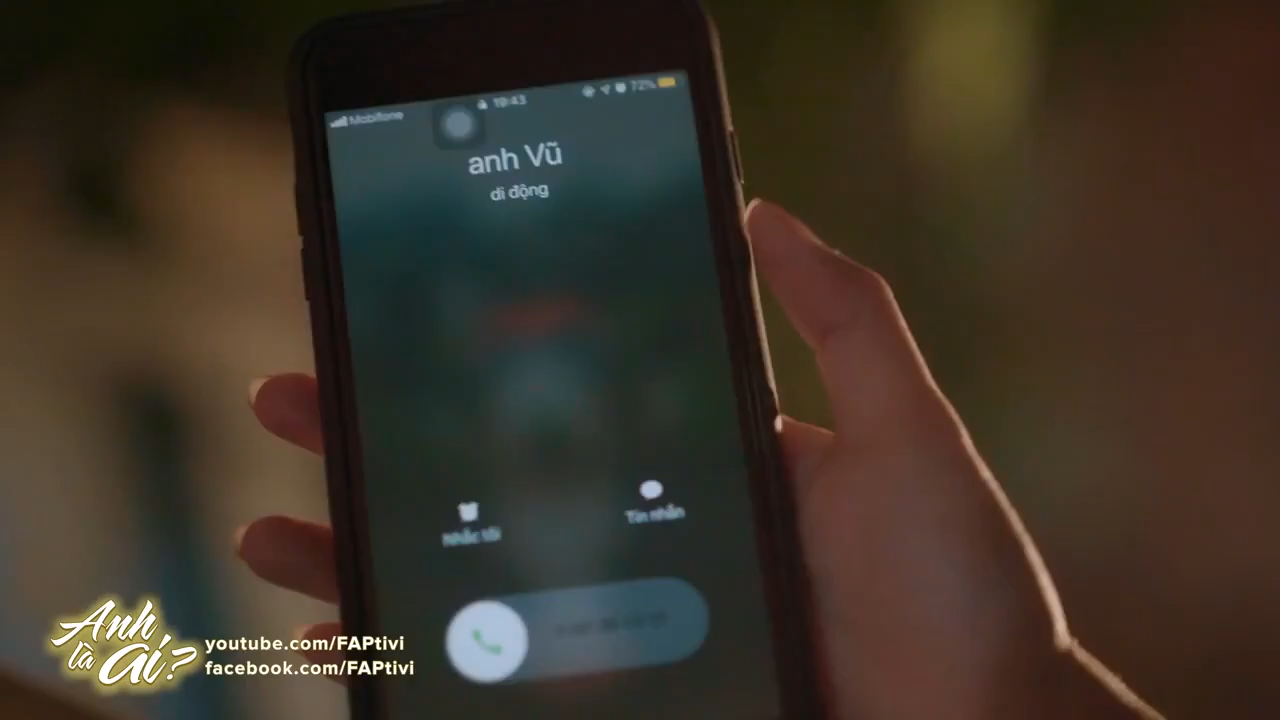 Mobifone 19:43 72%
anh Vũ
di động
Nhắc tôi
Tin nhắn
Anh
là ai?
youtube.com/FAPtivi
facebook.com/FAPtivi